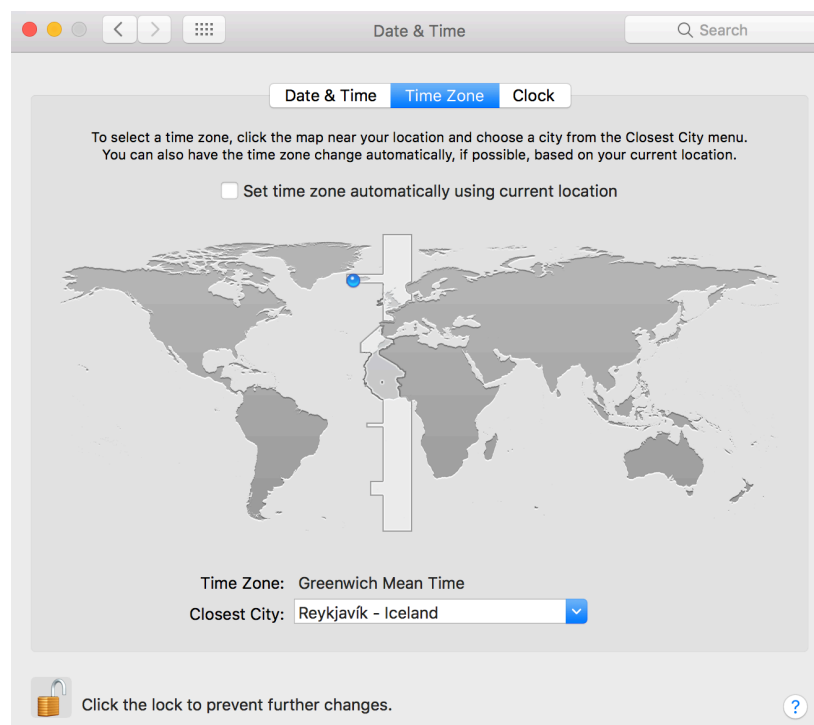 Date & Time
Search
Date & Time Time Zone Clock
To select a time zone, click the map near your location and choose a city from the Closest City menu.
You can also have the time zone change automatically, if possible, based on your current location.
Set time zone automatically using current location
Time Zone: Greenwich Mean Time
Closest City: Reykjavík - Iceland
Click the lock to prevent further changes.
?